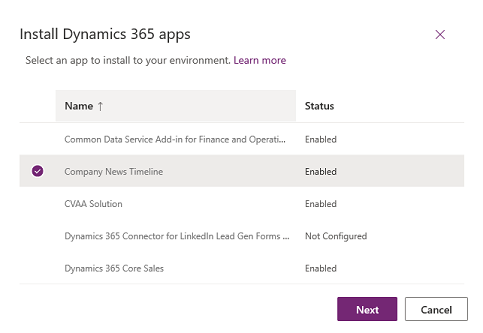 Install Dynamics 365 apps
Select an app to install to your environment. Learn more
Name ↑ Status
Common Data Service Add-in for Finance and Operati... Enabled
Company News Timeline Enabled
CVAA Solution Enabled
Dynamics 365 Connector for LinkedIn Lead Gen Forms ... Not Configured
Dynamics 365 Core Sales Enabled
Next Cancel